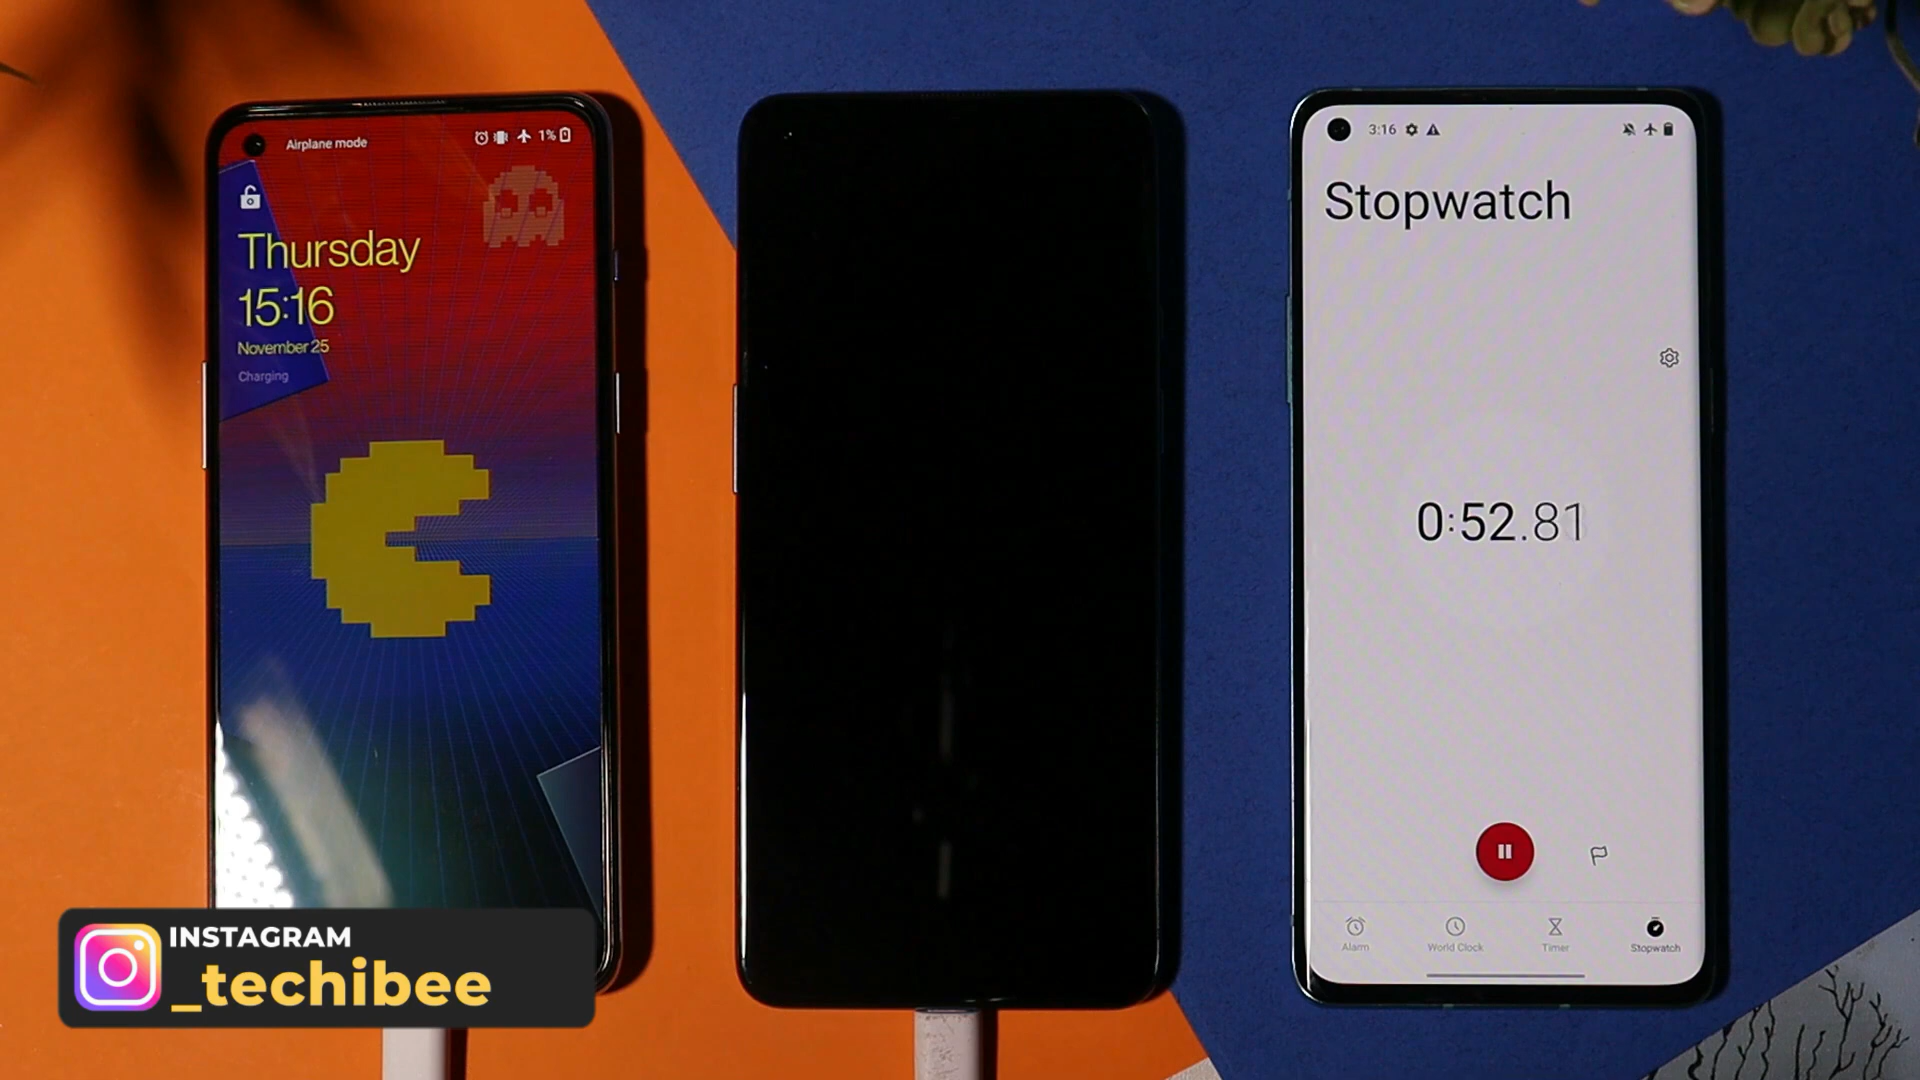 Airplane mode
1%
Thursday
15:16
November 25
Charging
3:16
Stopwatch
0:52.81
Alarm
World Clock
Timer
Stopwatch
INSTAGRAM
_techibee